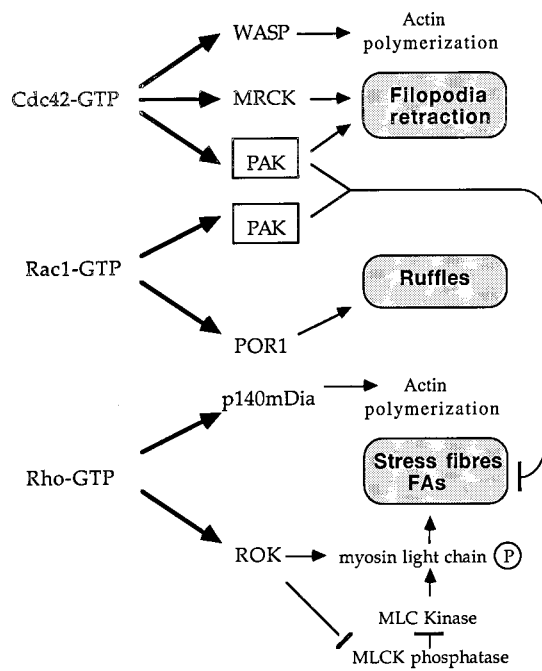 WASP
Actin
polymerization
Cdc42-GTP
MRCK
Filopodia
retraction
PAK
PAK
Rac1-GTP
Ruffles
POR1
p140mDia
Actin
polymerization
Rho-GTP
Stress fibres
FAs
ROK
myosin light chain P
MLC Kinase
MLCK phosphatase